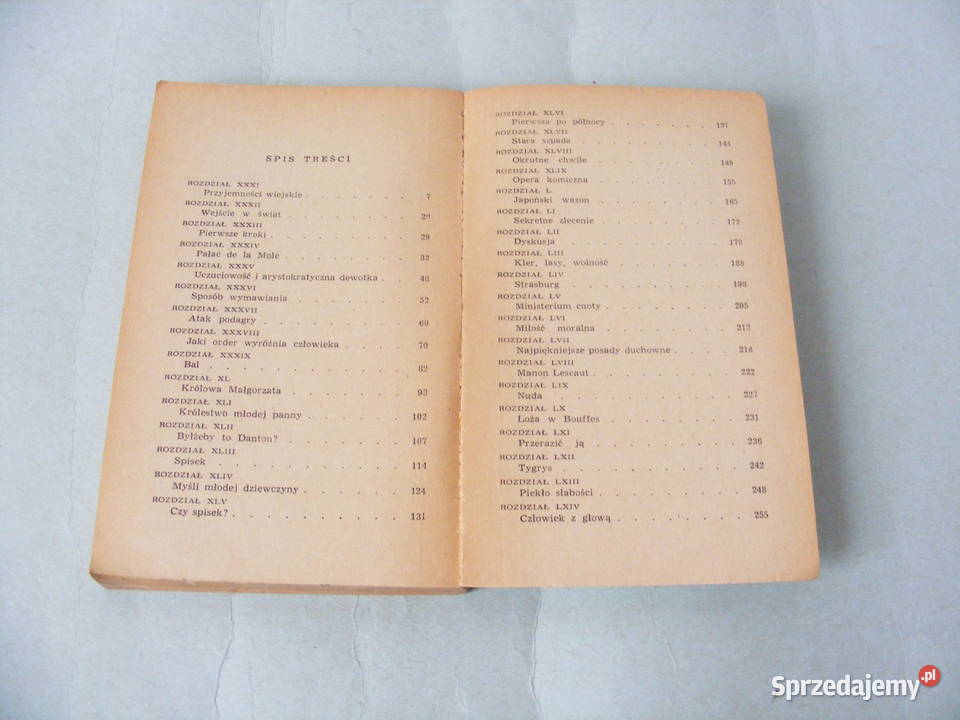 SPIS TREŚCI
ROZDZIAŁ XXXI
Przyjemności wiejskie . . . . . . 7
ROZDZIAŁ XXXII
Wejście w świat . . . . . . . 20
ROZDZIAŁ XXXIII
Pierwsze kroki . . . . . . . . 29
ROZDZIAŁ XXXIV
Pałac de la Mole . . . . . . . 33
ROZDZIAŁ XXXV
Uczuciowość i arystokratyczna dewotka . . . 43
ROZDZIAŁ XXXVI
Sposób wymawiania . . . . . . . 52
ROZDZIAŁ XXXVII
Atak podagry . . . . . . . . 60
ROZDZIAŁ XXXVIII
Jaki order wyróżnia człowieka . . . . 70
ROZDZIAŁ XXXIX
Bal . . . . . . . . . . 82
ROZDZIAŁ XL
Królowa Małgorzata . . . . . . . 93
ROZDZIAŁ XLI
Królestwo młodej panny . . . . . . 102
ROZDZIAŁ XLII
Byłżeby to Danton? . . . . . . . 107
ROZDZIAŁ XLIII
Spisek . . . . . . . . . 114
ROZDZIAŁ XLIV
Myśli młodej dziewczyny . . . . . . 124
ROZDZIAŁ XLV
Czy spisek? . . . . . . . . . 131
ROZDZIAŁ XLVI
Pierwsza po północy . . . . . . 137
ROZDZIAŁ XLVII
Stara szpada . . . . . . . . 144
ROZDZIAŁ XLVIII
Okrutne chwile . . . . . . . 149
ROZDZIAŁ XLIX
Opera komiczna . . . . . . . 155
ROZDZIAŁ L
Japoński wazon . . . . . . . 165
ROZDZIAŁ LI
Sekretne zlecenie . . . . . . . 172
ROZDZIAŁ LII
Dyskusja . . . . . . . . 178
ROZDZIAŁ LIII
Kler, lasy, wolność . . . . . . 188
ROZDZIAŁ LIV
Strasburg . . . . . . . . 198
ROZDZIAŁ LV
Ministerium cnoty . . . . . . . 205
ROZDZIAŁ LVI
Miłość moralna . . . . . . . 213
ROZDZIAŁ LVII
Najpiękniejsze posady duchowne . . . . 218
ROZDZIAŁ LVIII
Manon Lescaut . . . . . . . 222
ROZDZIAŁ LIX
Nuda . . . . . . . . . 227
ROZDZIAŁ LX
Loża w Bouffes . . . . . . . 231
ROZDZIAŁ LXI
Przerazić ją . . . . . . . . 236
ROZDZIAŁ LXII
Tygrys . . . . . . . . . 242
ROZDZIAŁ LXIII
Piekło słabości . . . . . . . 248
ROZDZIAŁ LXIV
Człowiek z głową . . . . . . . 255
Sprzedajemy.pl